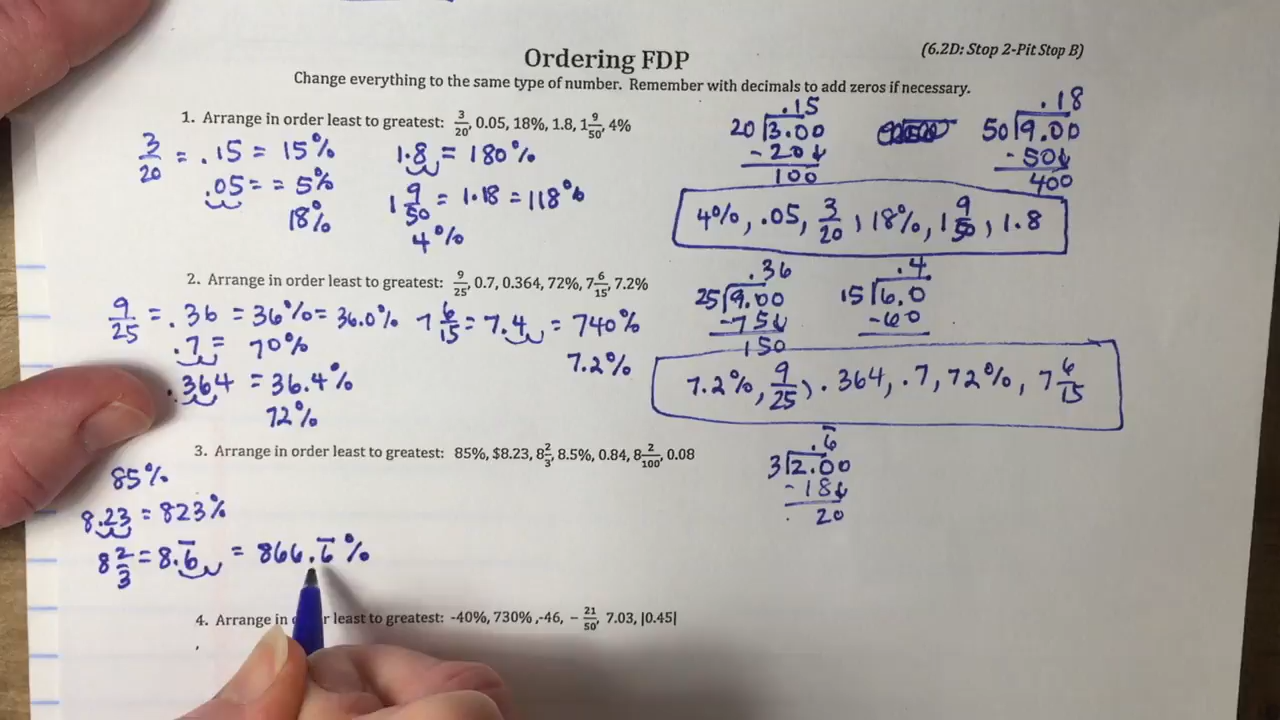 (6.2D: Stop 2-Pit Stop B)
Ordering FDP
Change everything to the same type of number. Remember with decimals to add zeros if necessary.
1. Arrange in order least to greatest: 3/20, 0.05, 18%, 1.8, 1 9/50, 4%
3/20 = .15 = 15%
.05 = = 5%
18%
1.8 = 180%
1 9/50 = 1.18 = 118%
4%
.15
20 3.00
- 20
100
.18
50 9.00
- 50
400
4%, .05, 3/20, 18%, 1 9/50, 1.8
2. Arrange in order least to greatest: 9/25, 0.7, 0.364, 72%, 7 6/15, 7.2%
9/25 = .36 = 36% = 36.0%
.7 = 70%
.364 = 36.4%
72%
7 6/15 = 7.4 = 740%
7.2%
.36
25 9.00
- 75
150
.4
15 6.0
- 60
7.2%, 9/25, .364, .7, 72%, 7 6/15
3. Arrange in order least to greatest: 85%, $8.23, 8 2/3, 8.5%, 0.84, 8 2/100, 0.08
85%
8.23 = 823%
8 2/3 = 8.6̅ = 866.6̅%
.6̅
3 2.00
- 18
20
4. Arrange in order least to greatest: -40%, 730% ,-46, - 21/50, 7.03, |0.45|